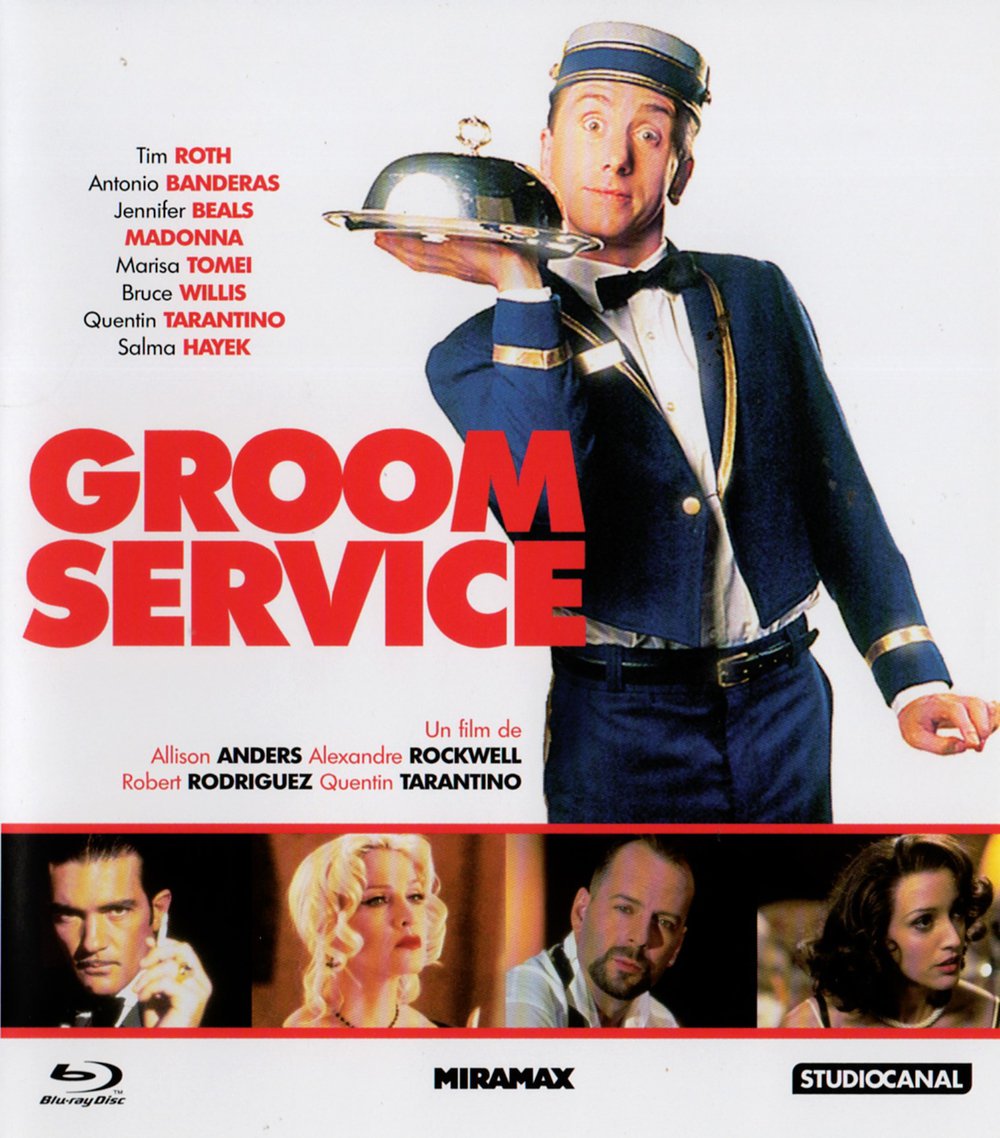 Tim ROTH
Antonio BANDERAS
Jennifer BEALS
MADONNA
Marisa TOMEI
Bruce WILLIS
Quentin TARANTINO
Salma HAYEK
GROOM
SERVICE
Un film de
Allison ANDERS Alexandre ROCKWELL
Robert RODRIGUEZ Quentin TARANTINO
Blu-ray Disc™
MIRAMAX
STUDIOCANAL